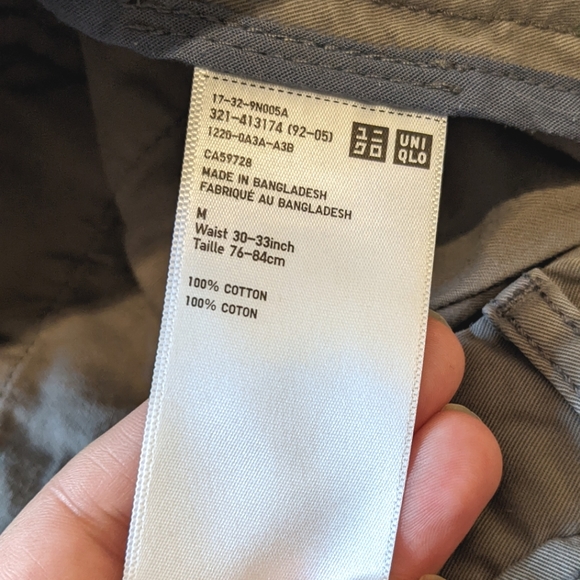 17-32-9N005A
321-413174 (92-05)
1220-0A3A-A3B
ユニ
クロ
UNI
QLO
CA59728
MADE IN BANGLADESH
FABRIQUÉ AU BANGLADESH
M
Waist 30-33inch
Taille 76-84cm
100% COTTON
100% COTON